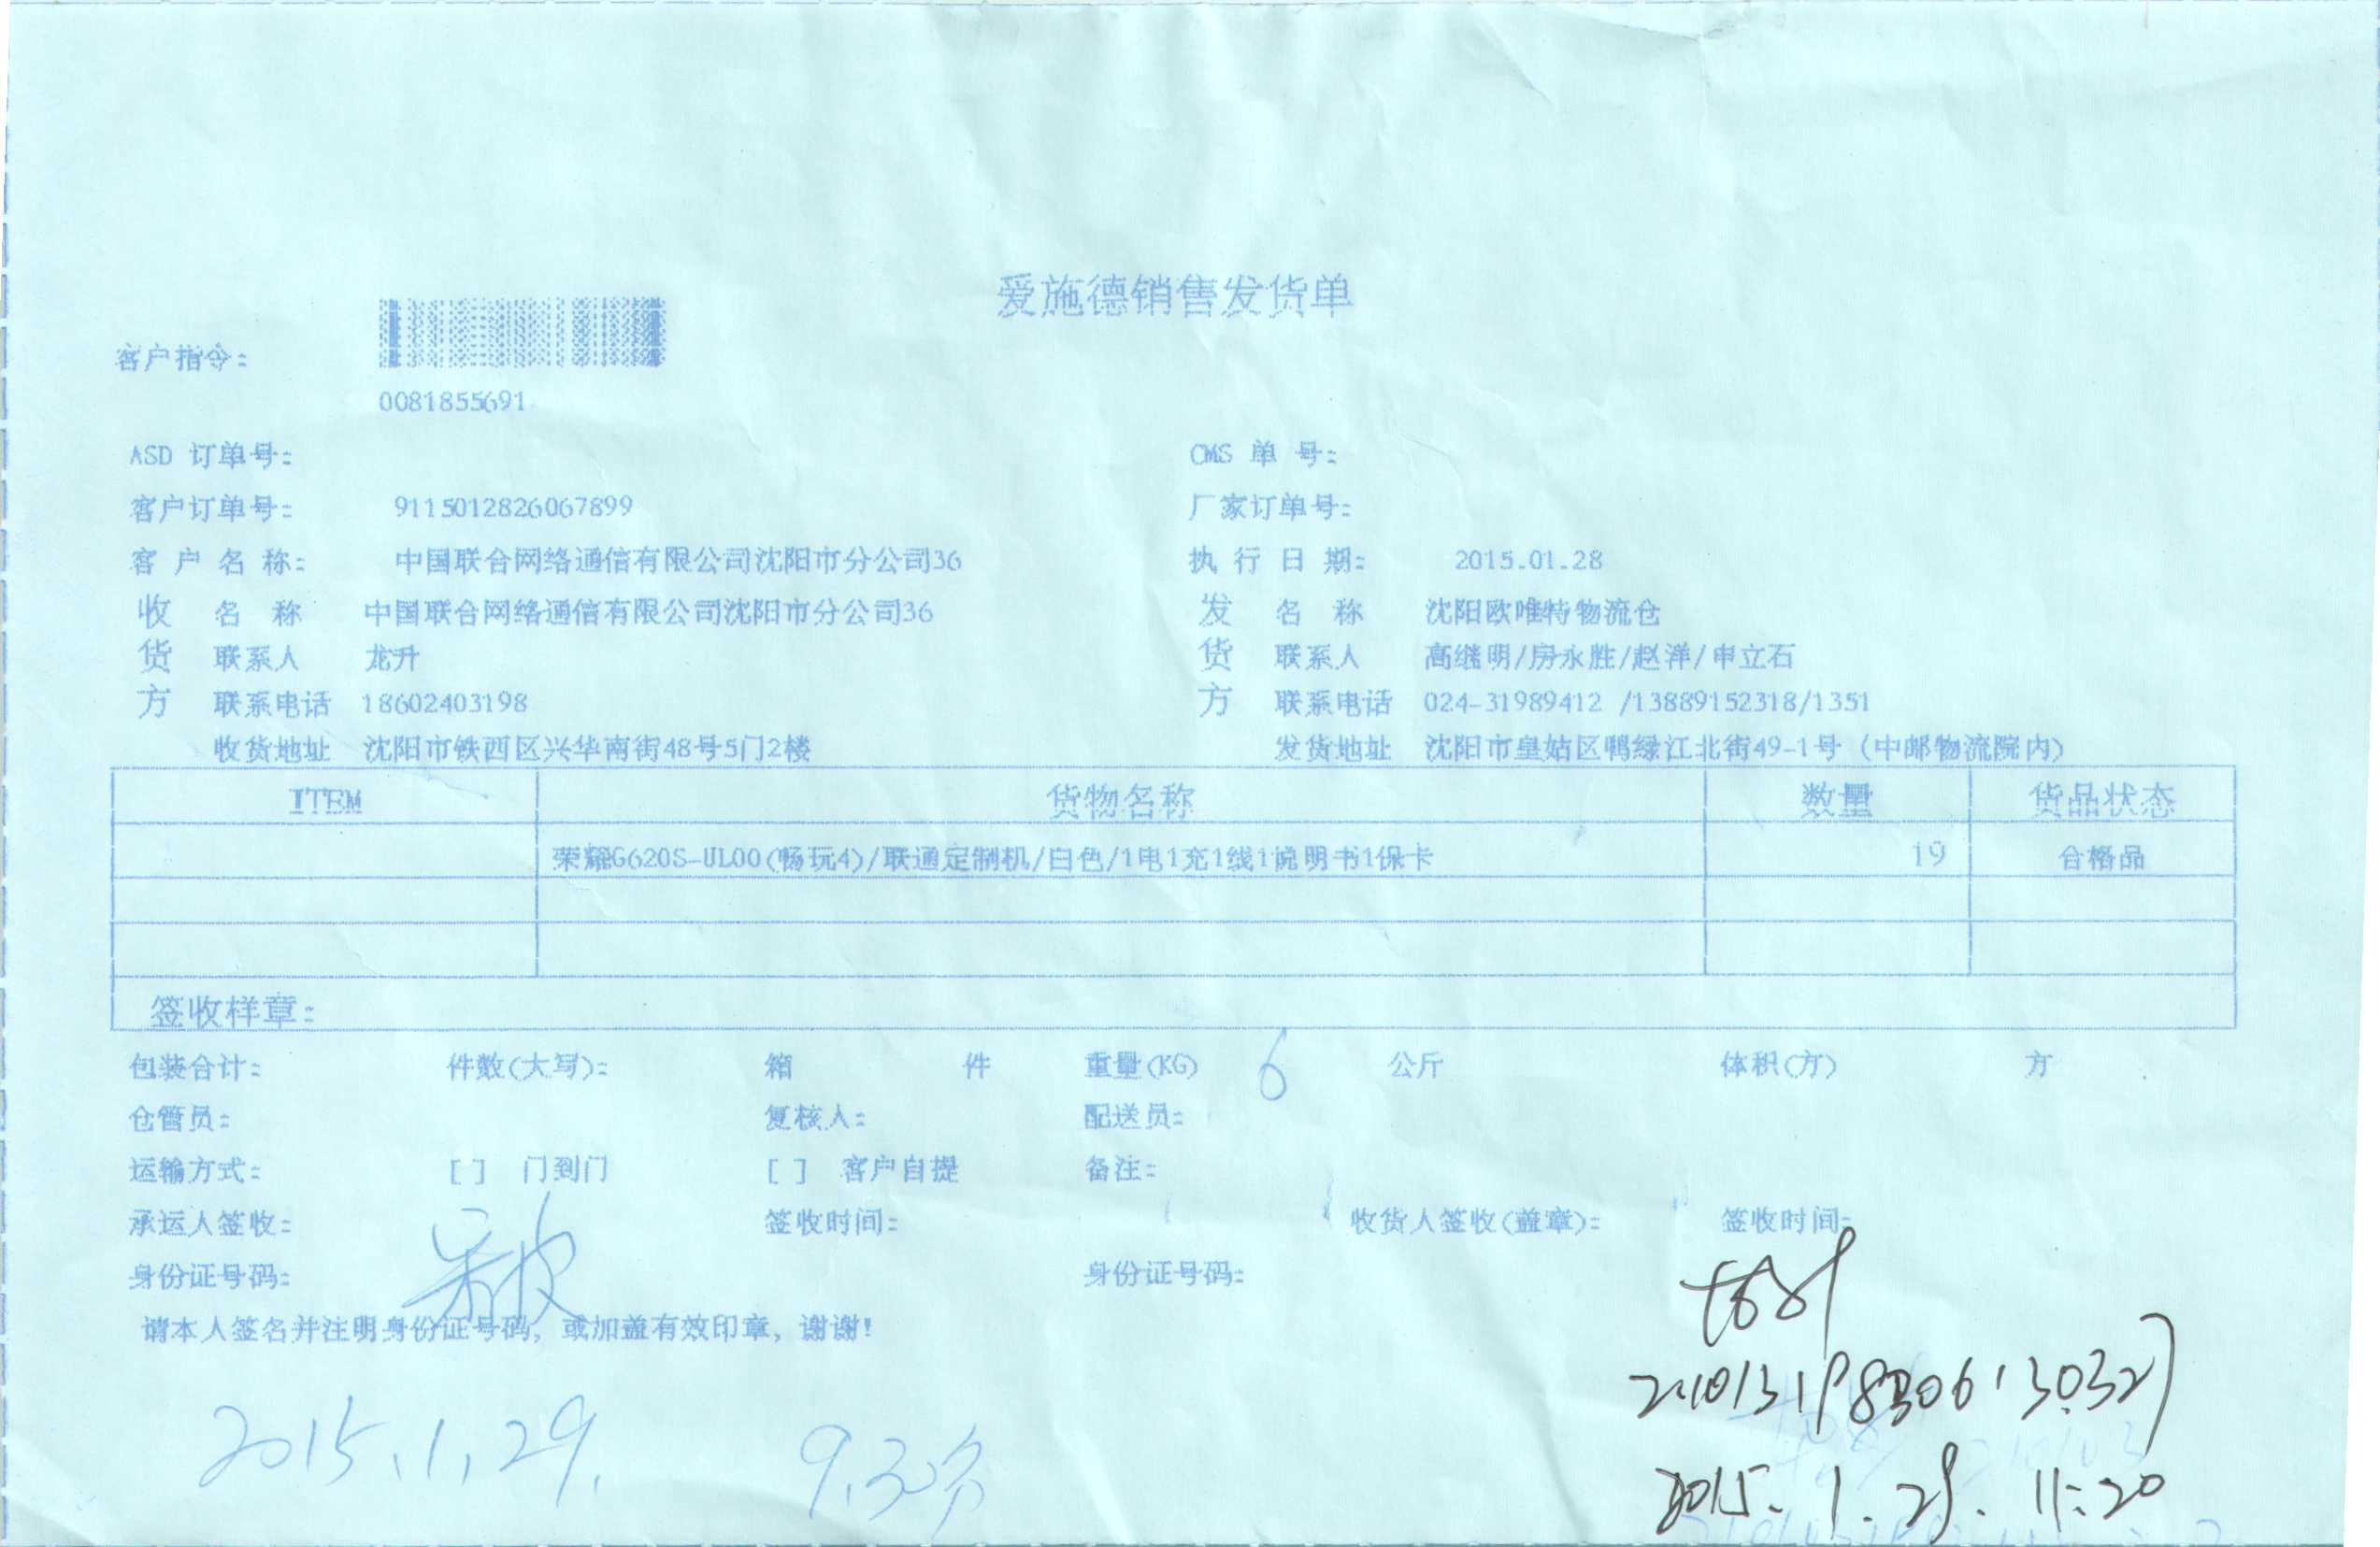 爱施德销售发货单
客户指令:
0081855691
ASD 订单号: CMS 单 号:
客户订单号: 9115012826067899 厂家订单号:
客 户 名 称: 中国联合网络通信有限公司沈阳市分公司36 执 行 日 期: 2015.01.28
收 名 称 中国联合网络通信有限公司沈阳市分公司36 发 名 称 沈阳欧唯特物流仓
货 联系人 龙升 货 联系人 高继明/房永胜/赵洋/申立石
方 联系电话 18602403198 方 联系电话 024-31989412 /13889152318/1351
收货地址 沈阳市铁西区兴华南街48号5门2楼 发货地址 沈阳市皇姑区鸭绿江北街49-1号(中邮物流院内)
ITEM 货物名称 数量 货品状态
荣耀G620S-UL00(畅玩4)/联通定制机/白色/1电1充1线1说明书1保卡 19 合格品
签收样章:
包装合计: 件数(大写): 箱 件 重量(KG) 6 公斤 体积(方) 方
仓管员: 复核人: 配送员:
运输方式: [ ] 门到门 [ ] 客户自提 备注:
承运人签收: 签收时间: 收货人签收(盖章): 签收时间:
身份证号码: 身份证号码:
请本人签名并注明身份证号码, 或加盖有效印章, 谢谢!
2015.1.29. 9.30分
2015. 1. 29. 11:20